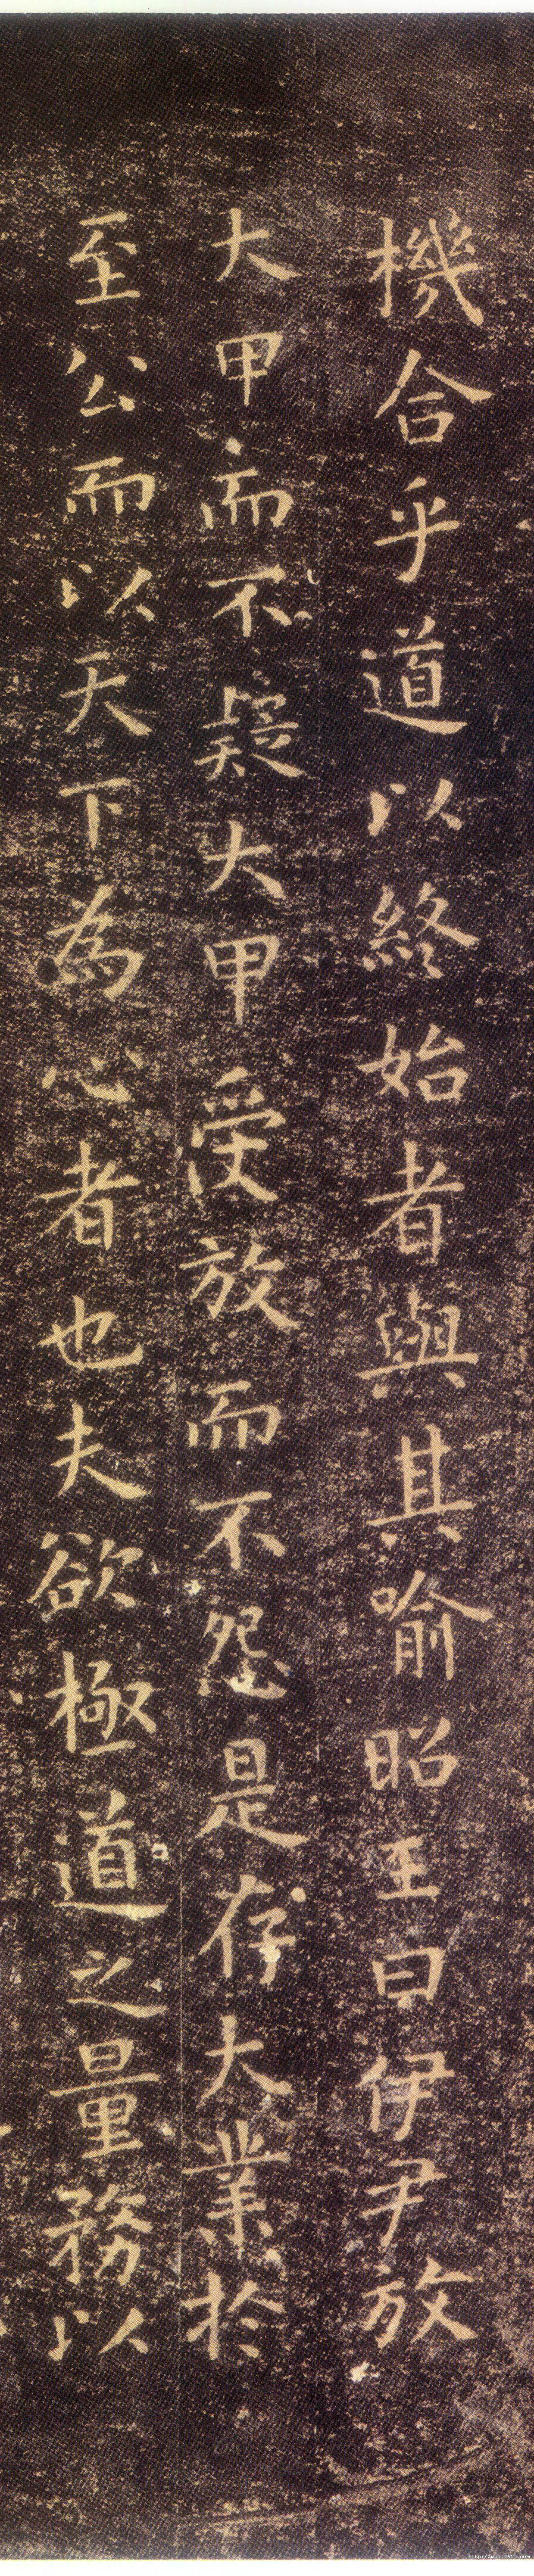 機合乎道以終始者與其喻昭王曰伊尹放
大甲而不疑大甲受放而不怨是存大業於
至公而以天下為心者也夫欲極道之量務以